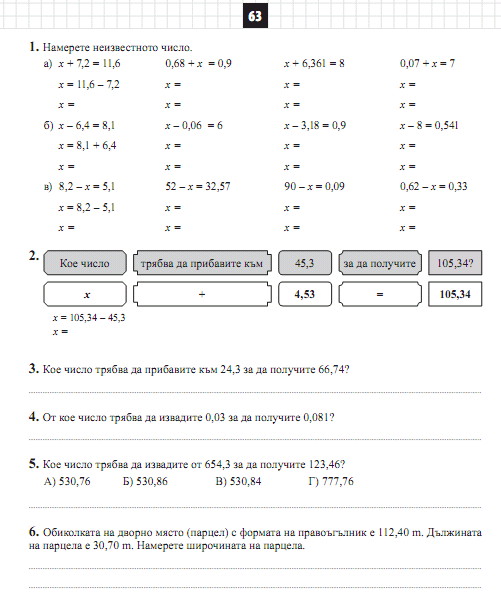 63
1. Намерете неизвестното число.
а) x + 7,2 = 11,6 0,68 + x = 0,9 x + 6,361 = 8 0,07 + x = 7
x = 11,6 – 7,2 x = x = x =
x = x = x = x =
б) x – 6,4 = 8,1 x – 0,06 = 6 x – 3,18 = 0,9 x – 8 = 0,541
x = 8,1 + 6,4 x = x = x =
x = x = x = x =
в) 8,2 – x = 5,1 52 – x = 32,57 90 – x = 0,09 0,62 – x = 0,33
x = 8,2 – 5,1 x = x = x =
x = x = x = x =
2. Кое число трябва да прибавите към 45,3 за да получите 105,34?
x + 4,53 = 105,34
x = 105,34 – 45,3
x =
3. Кое число трябва да прибавите към 24,3 за да получите 66,74?
4. От кое число трябва да извадите 0,03 за да получите 0,081?
5. Кое число трябва да извадите от 654,3 за да получите 123,46?
А) 530,76 Б) 530,86 В) 530,84 Г) 777,76
6. Обиколката на дворно място (парцел) с формата на правоъгълник е 112,40 m. Дължината
на парцела е 30,70 m. Намерете широчината на парцела.